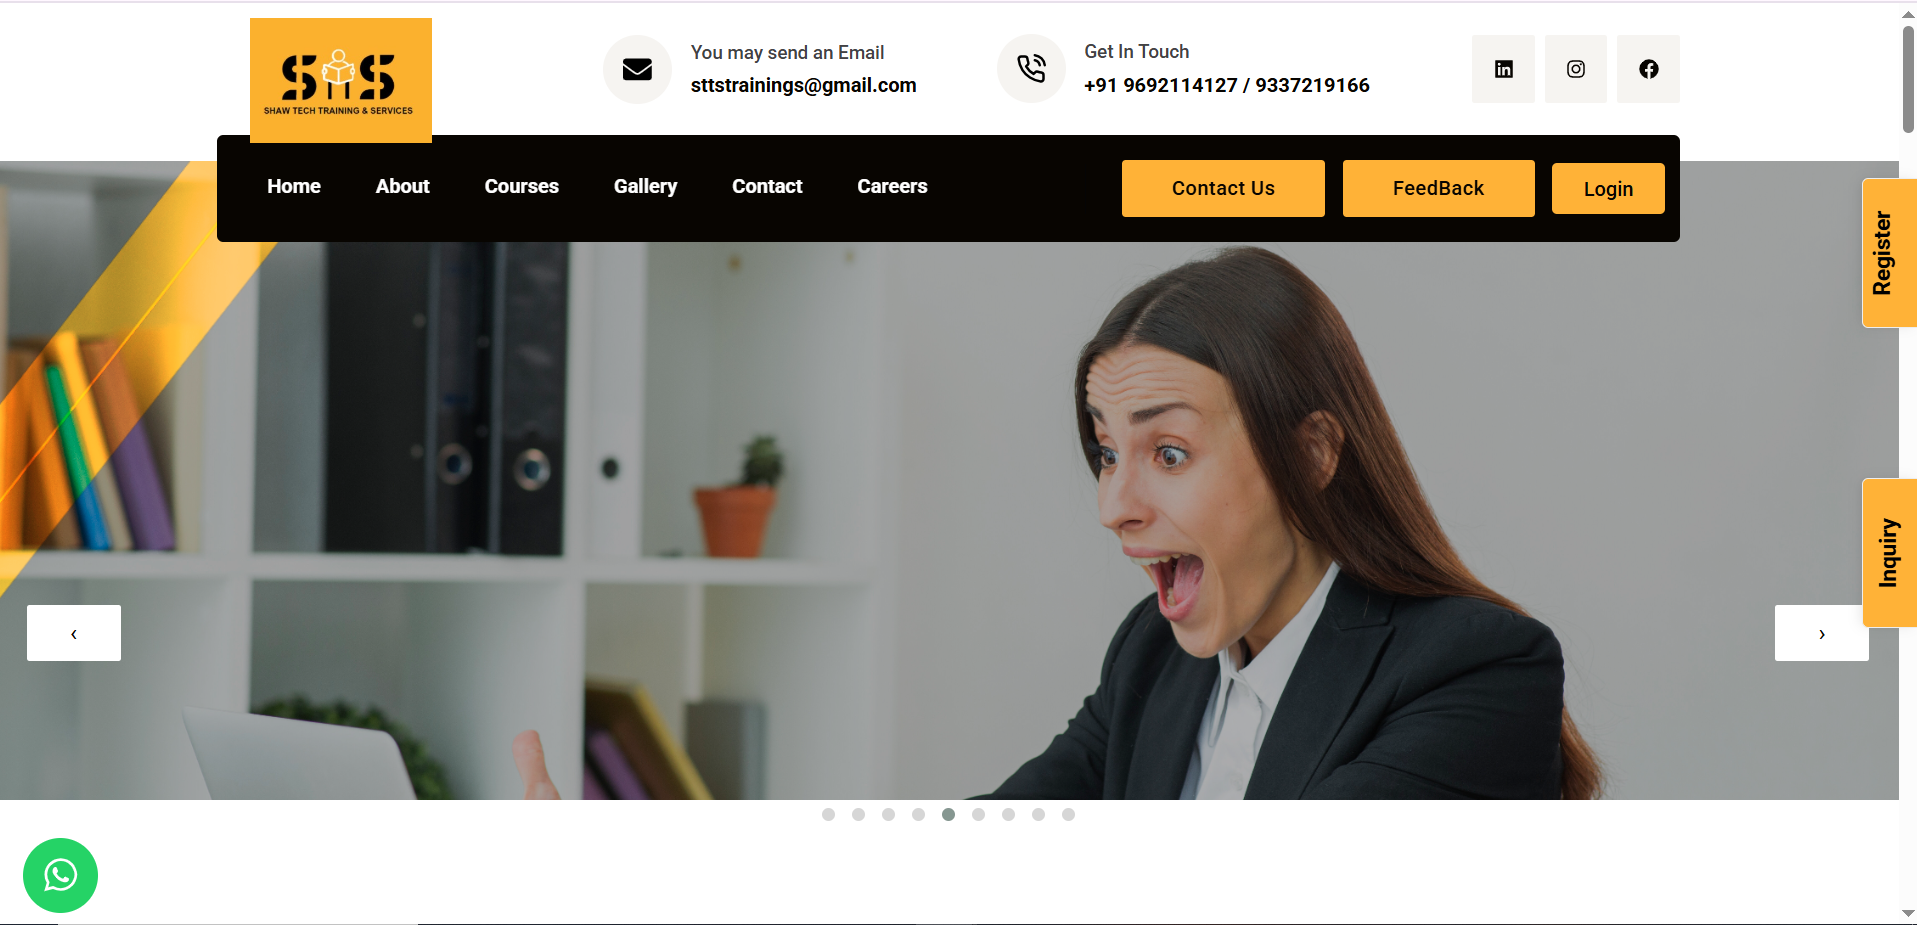 STTS
SHAW TECH TRAINING & SERVICES
You may send an Email
sttstrainings@gmail.com
Get In Touch
+91 9692114127 / 9337219166
Home
About
Courses
Gallery
Contact
Careers
Contact Us
FeedBack
Login
Register
Inquiry